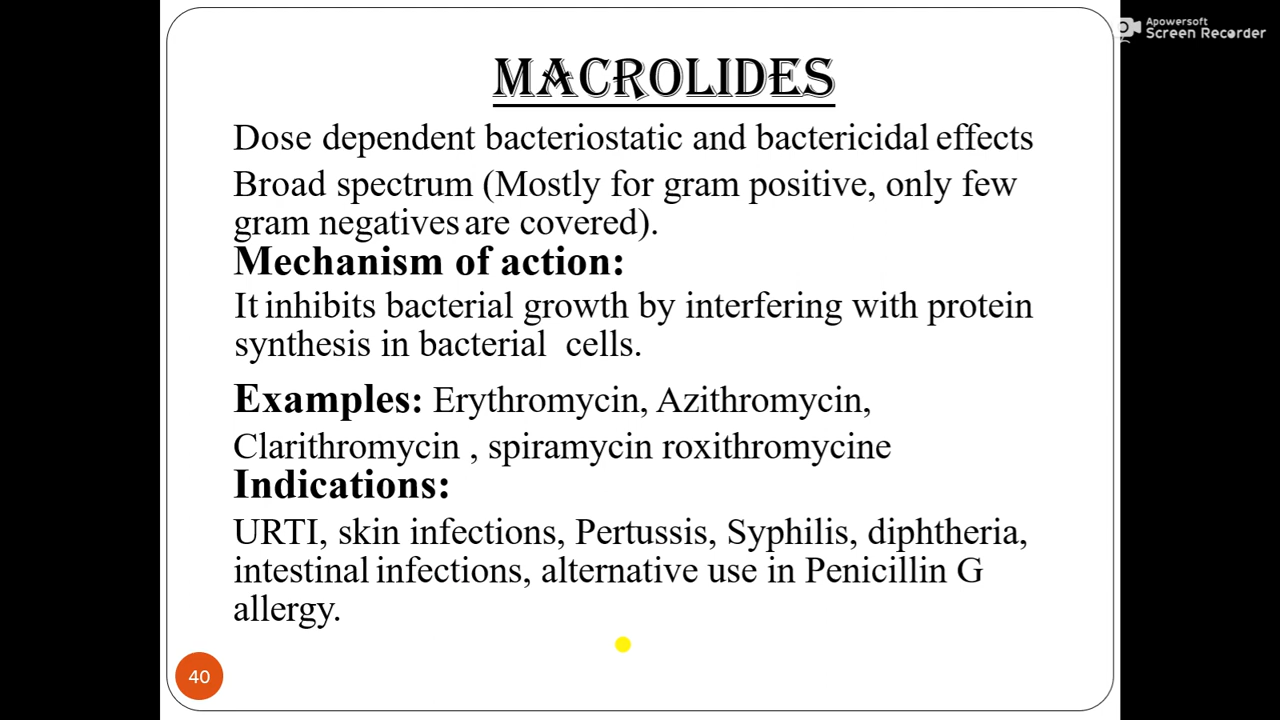 Apowersoft
Screen Recorder
MACROLIDES
Dose dependent bacteriostatic and bactericidal effects
Broad spectrum (Mostly for gram positive, only few
gram negatives are covered).
Mechanism of action:
It inhibits bacterial growth by interfering with protein
synthesis in bacterial cells.
Examples: Erythromycin, Azithromycin,
Clarithromycin , spiramycin roxithromycine
Indications:
URTI, skin infections, Pertussis, Syphilis, diphtheria,
intestinal infections, alternative use in Penicillin G
allergy.
40